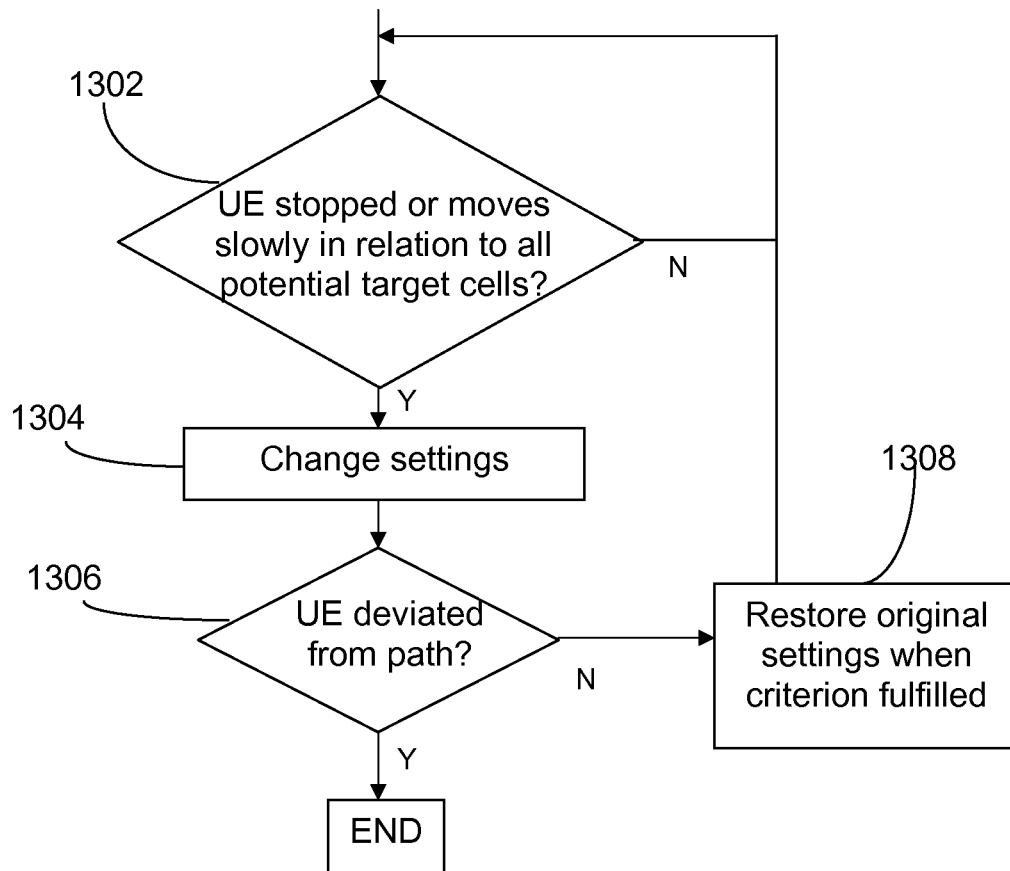 1302
UE stopped or moves
slowly in relation to all
potential target cells?
N
Y
1304
Change settings
1308
1306
UE deviated
from path?
N
Restore original
settings when
criterion fulfilled
Y
END